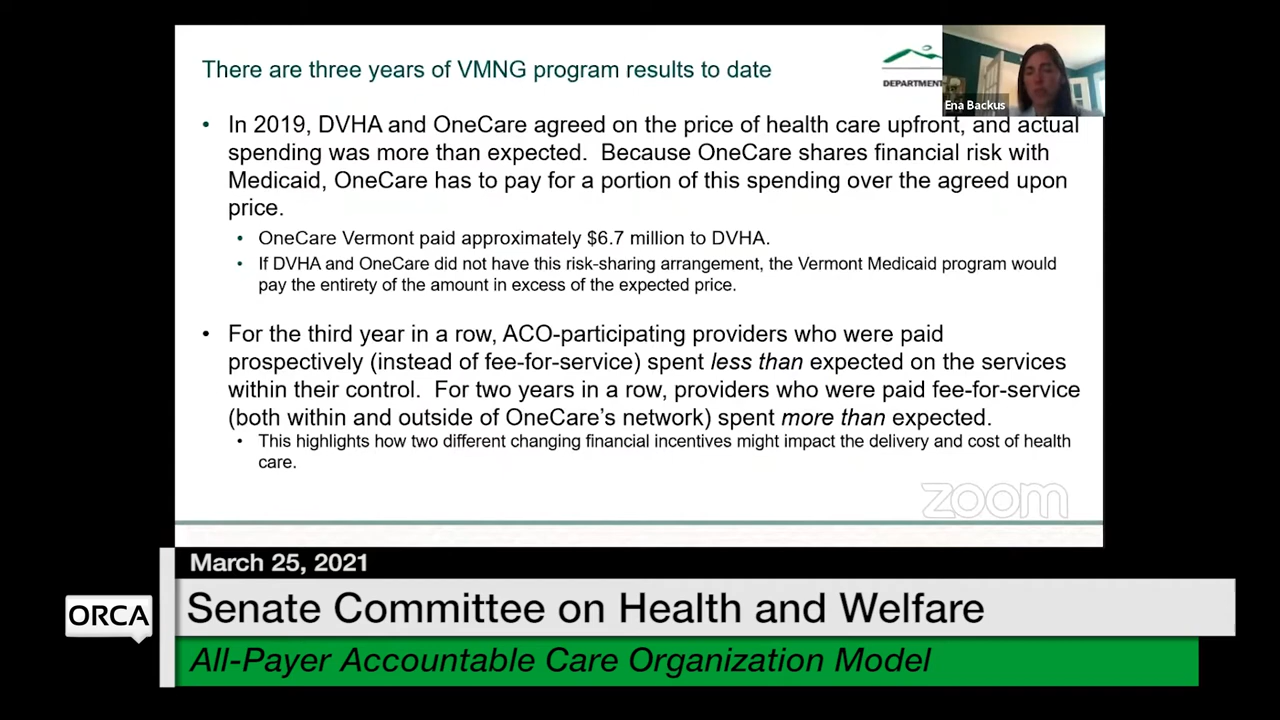 There are three years of VMNG program results to date
DEPARTMENT
Ena Backus
• In 2019, DVHA and OneCare agreed on the price of health care upfront, and actual
spending was more than expected. Because OneCare shares financial risk with
Medicaid, OneCare has to pay for a portion of this spending over the agreed upon
price.
• OneCare Vermont paid approximately $6.7 million to DVHA.
• If DVHA and OneCare did not have this risk-sharing arrangement, the Vermont Medicaid program would
pay the entirety of the amount in excess of the expected price.
• For the third year in a row, ACO-participating providers who were paid
prospectively (instead of fee-for-service) spent less than expected on the services
within their control. For two years in a row, providers who were paid fee-for-service
(both within and outside of OneCare's network) spent more than expected.
• This highlights how two different changing financial incentives might impact the delivery and cost of health
care.
zoom
March 25, 2021
ORCA
Senate Committee on Health and Welfare
All-Payer Accountable Care Organization Model